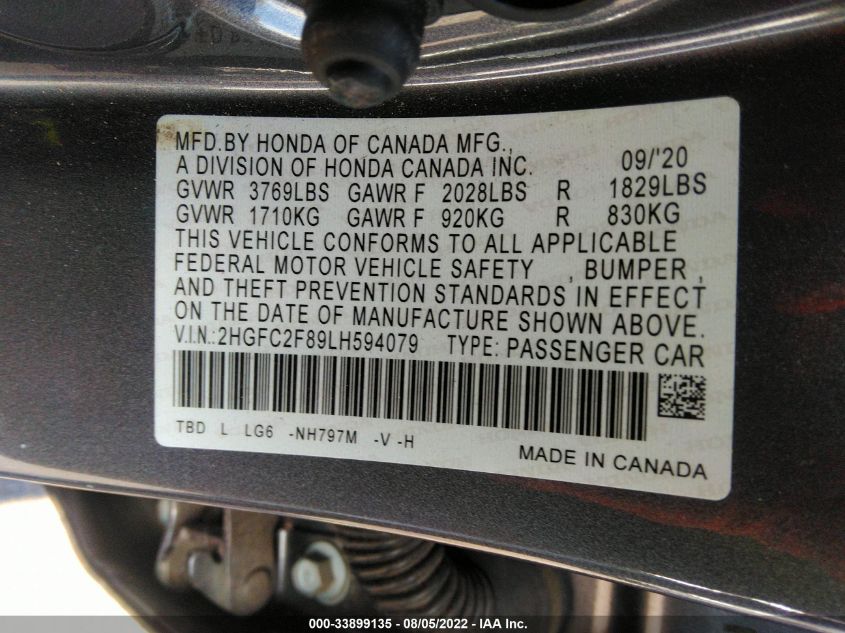 MFD.BY HONDA OF CANADA MFG.,
A DIVISION OF HONDA CANADA INC. 09/'20
GVWR 3769LBS GAWR F 2028LBS R 1829LBS
GVWR 1710KG GAWR F 920KG R 830KG
THIS VEHICLE CONFORMS TO ALL APPLICABLE
FEDERAL MOTOR VEHICLE SAFETY , BUMPER ,
AND THEFT PREVENTION STANDARDS IN EFFECT
ON THE DATE OF MANUFACTURE SHOWN ABOVE.
V.I.N.:2HGFC2F89LH594079 TYPE: PASSENGER CAR
TBD L LG6 -NH797M -V -H
MADE IN CANADA
000-33899135 - 08/05/2022 - IAA Inc.